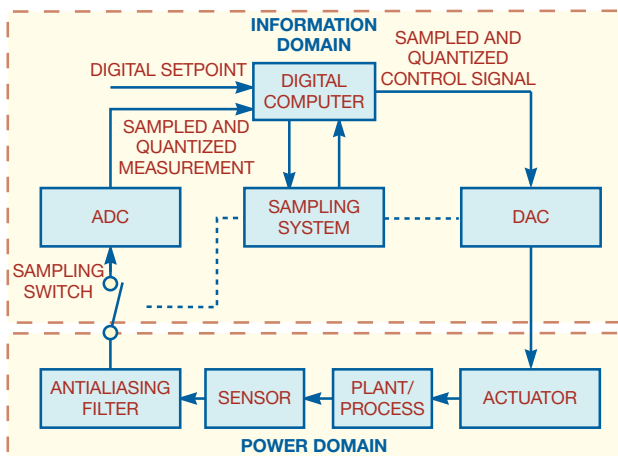 INFORMATION
DOMAIN
SAMPLED AND
QUANTIZED
CONTROL SIGNAL
DIGITAL SETPOINT
DIGITAL
COMPUTER
SAMPLED AND
QUANTIZED
MEASUREMENT
ADC
SAMPLING
SYSTEM
DAC
SAMPLING
SWITCH
ANTIALIASING
FILTER
SENSOR
PLANT/
PROCESS
ACTUATOR
POWER DOMAIN